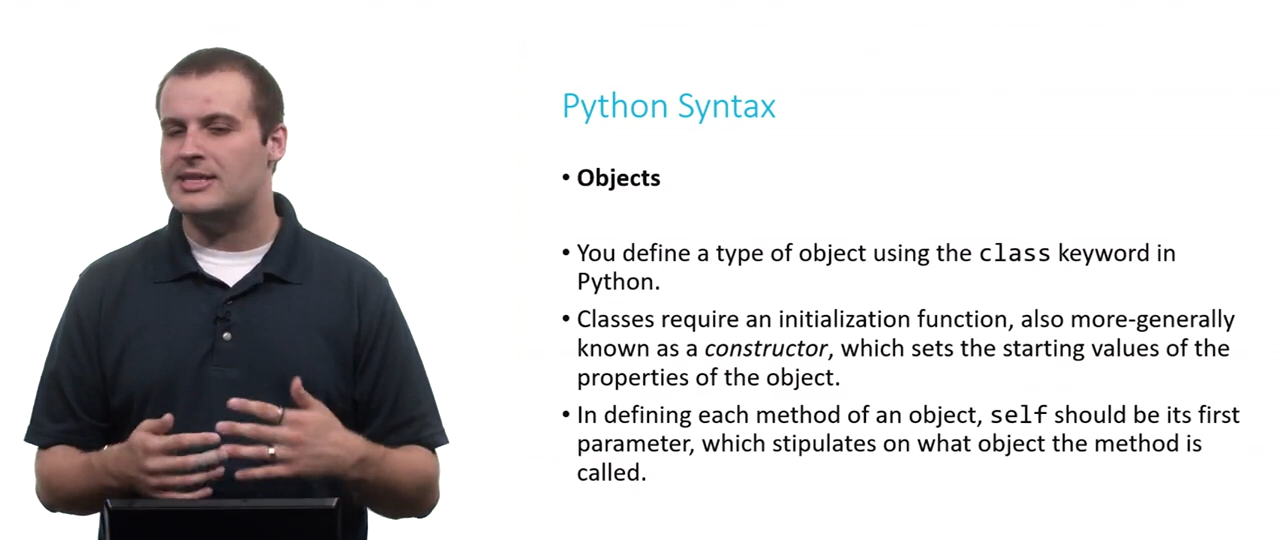 Python Syntax
• Objects
• You define a type of object using the class keyword in
Python.
• Classes require an initialization function, also more-generally
known as a constructor, which sets the starting values of the
properties of the object.
• In defining each method of an object, self should be its first
parameter, which stipulates on what object the method is
called.